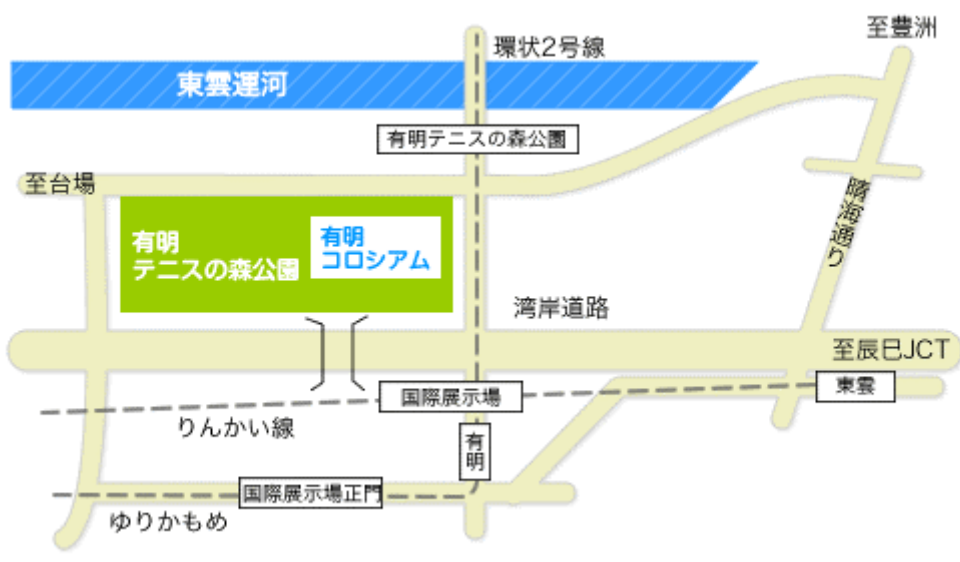 至豊洲
環状2号線
東雲運河
有明テニスの森公園
至台場
晴海通り
有明
テニスの森公園
有明
コロシアム
湾岸道路
至辰巳JCT
国際展示場
東雲
りんかい線
有明
国際展示場正門
ゆりかもめ